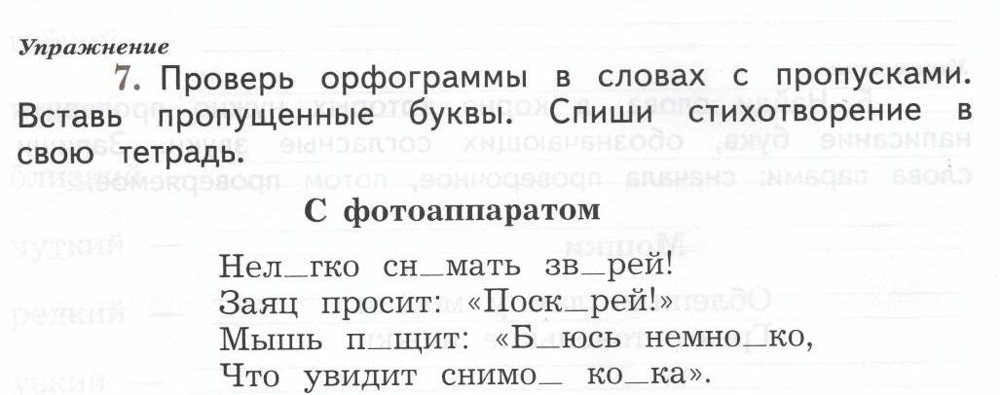 Упражнение
7. Проверь орфограммы в словах с пропусками.
Вставь пропущенные буквы. Спиши стихотворение в
свою тетрадь.
С фотоаппаратом
Нел_гко сн_мать зв_рей!
Заяц просит: «Поск_рей!»
Мышь п_щит: «Б_юсь немно_ко,
Что увидит снимо_ ко_ка».